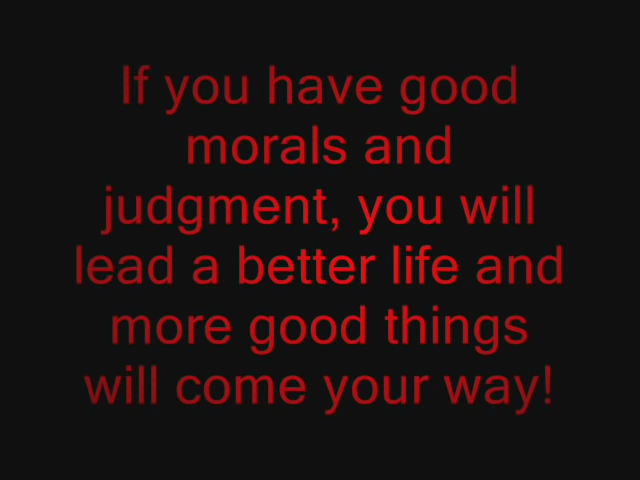 If you have good
morals and
judgment, you will
lead a better life and
more good things
will come your way!